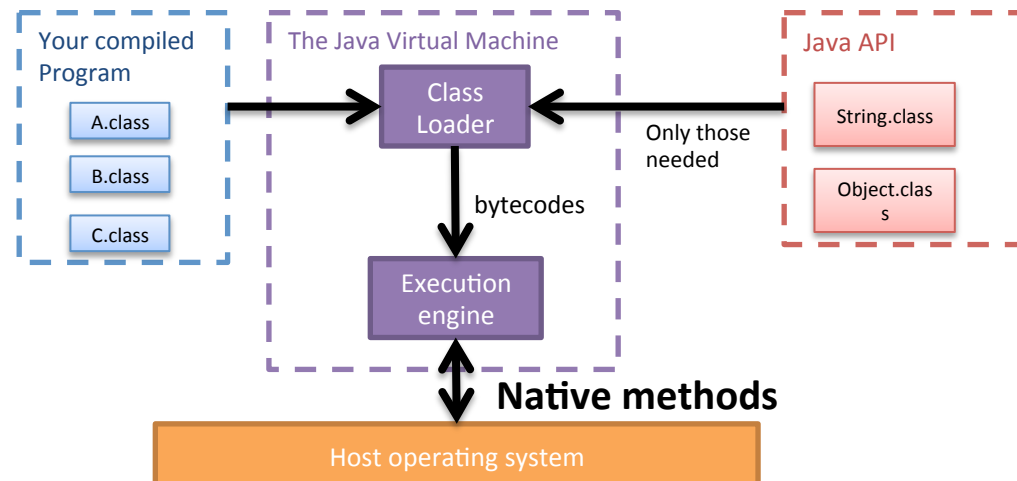 Your compiled
Program
A.class
B.class
C.class
The Java Virtual Machine
Class
Loader
bytecodes
Execution
engine
Only those
needed
Java API
String.class
Object.clas
s
Native methods
Host operating system